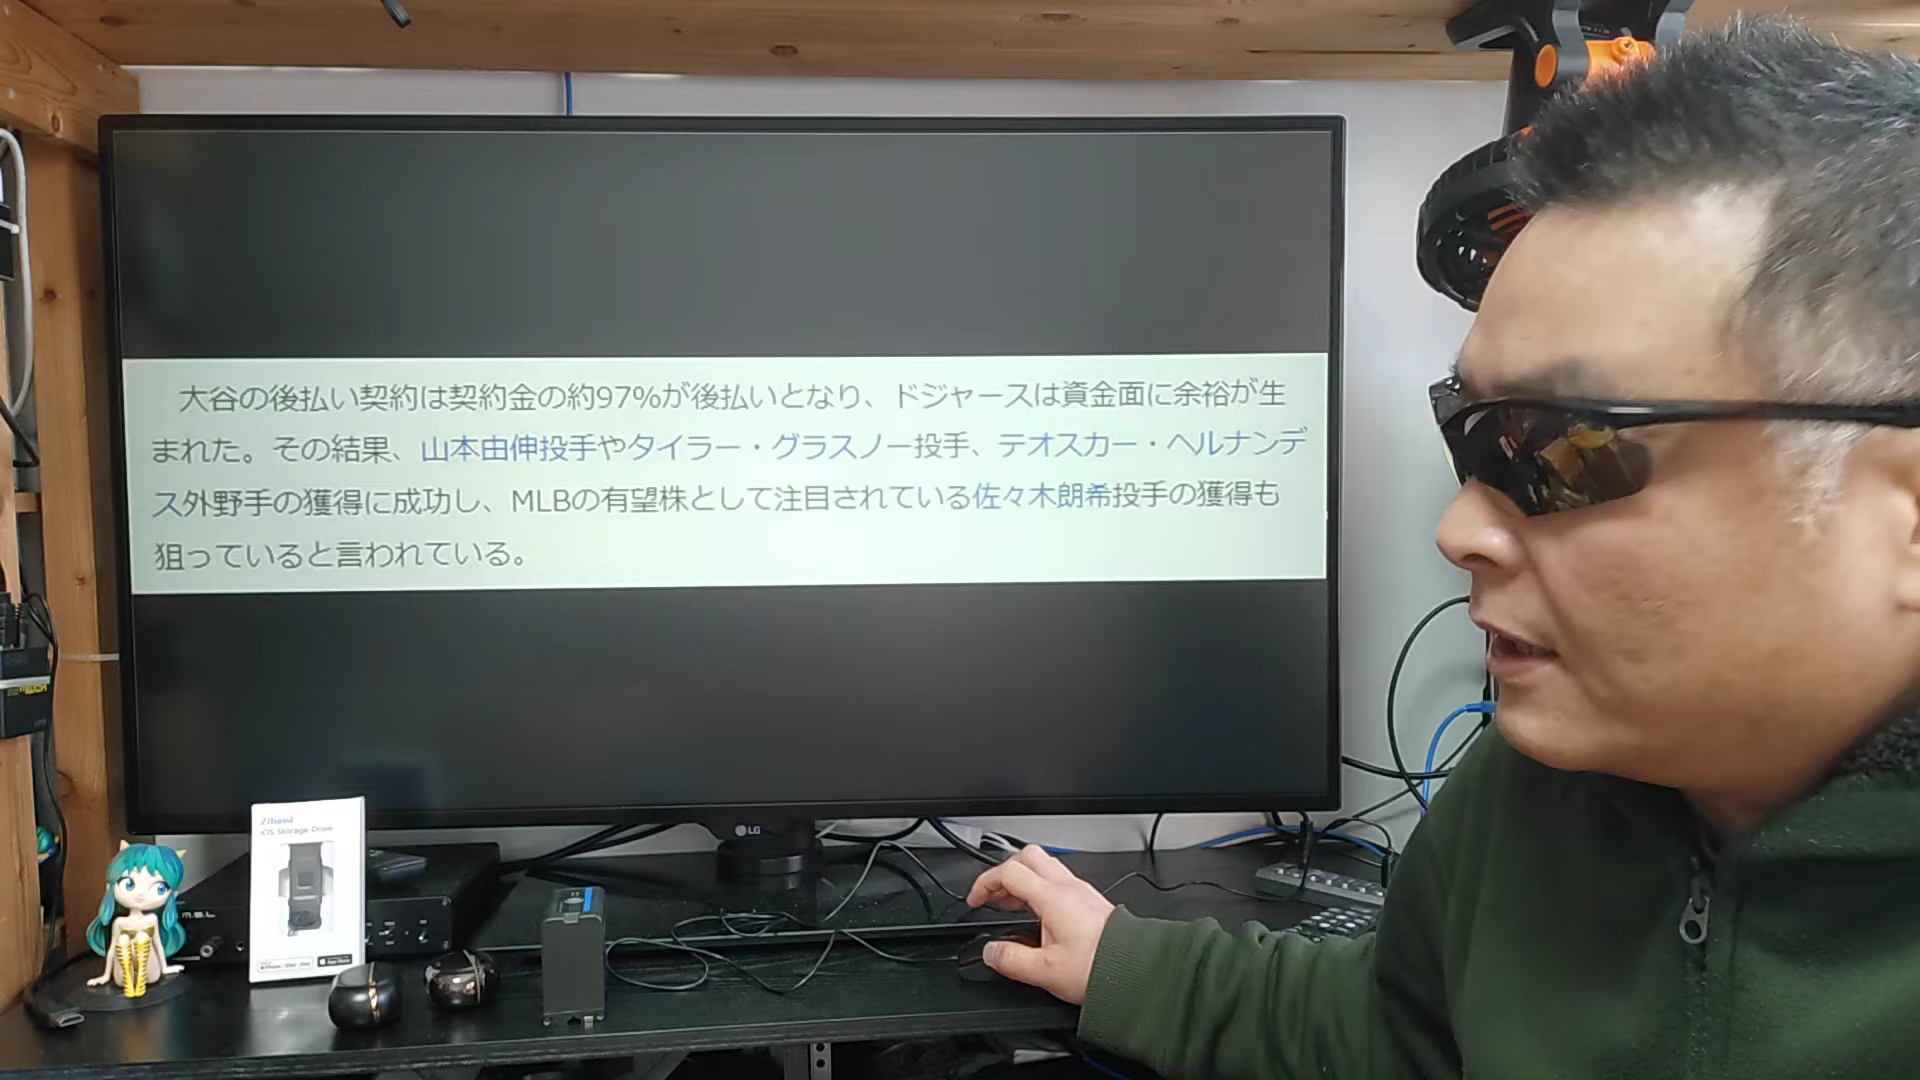 大谷の後払い契約は契約金の約97%が後払いとなり、ドジャースは資金面に余裕が生
まれた。その結果、山本由伸投手やタイラー・グラスノー投手、テオスカー・ヘルナンデ
ス外野手の獲得に成功し、MLBの有望株として注目されている佐々木朗希投手の獲得も
狙っていると言われている。
LG
iOS Storage Drive
App Store